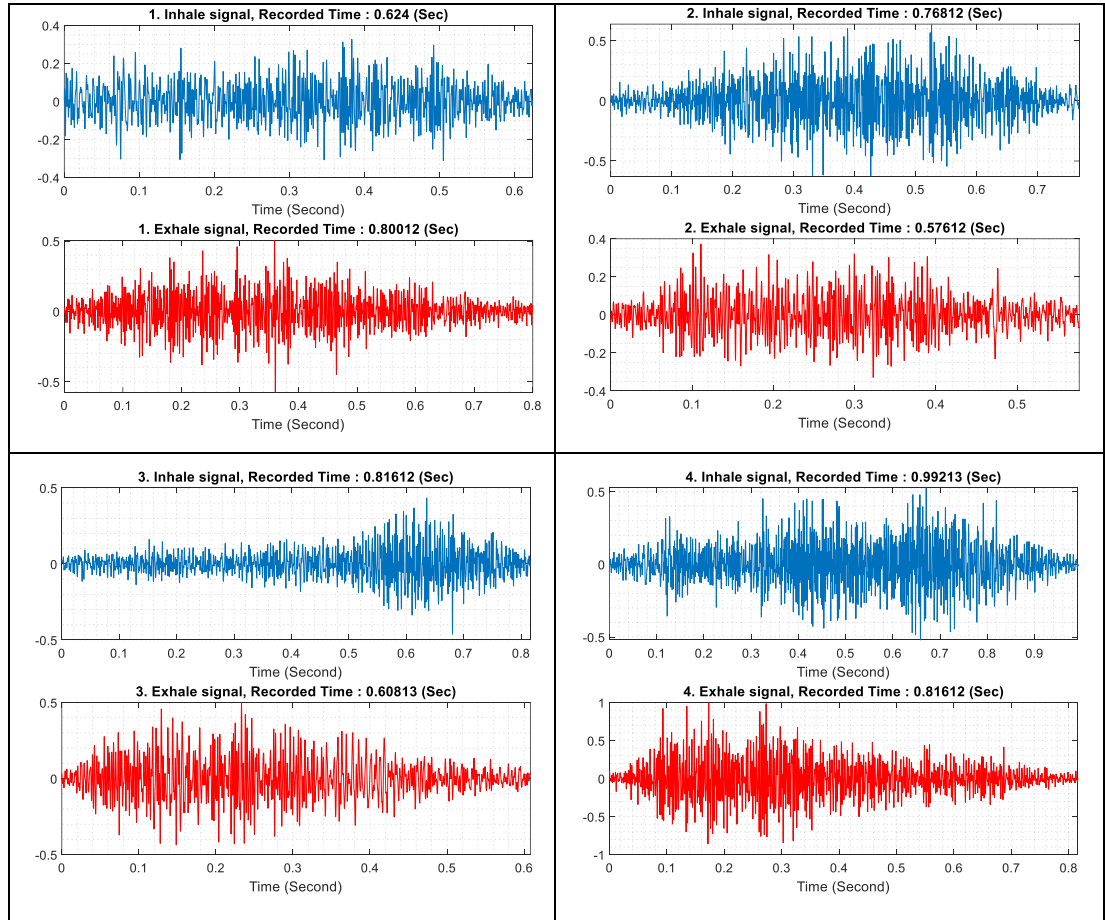 1. Inhale signal, Recorded Time : 0.624 (Sec)
0.4
0.2
0
-0.2
-0.4
0 0.1 0.2 0.3 0.4 0.5 0.6
Time (Second)
1. Exhale signal, Recorded Time : 0.80012 (Sec)
0.5
0
-0.5
0 0.1 0.2 0.3 0.4 0.5 0.6 0.7 0.8
Time (Second)
2. Inhale signal, Recorded Time : 0.76812 (Sec)
0.5
0
-0.5
0 0.1 0.2 0.3 0.4 0.5 0.6 0.7
Time (Second)
2. Exhale signal, Recorded Time : 0.57612 (Sec)
0.4
0.2
0
-0.2
-0.4
0 0.1 0.2 0.3 0.4 0.5
Time (Second)
3. Inhale signal, Recorded Time : 0.81612 (Sec)
0.5
0
-0.5
0 0.1 0.2 0.3 0.4 0.5 0.6 0.7 0.8
Time (Second)
3. Exhale signal, Recorded Time : 0.60813 (Sec)
0.5
0
-0.5
0 0.1 0.2 0.3 0.4 0.5 0.6
Time (Second)
4. Inhale signal, Recorded Time : 0.99213 (Sec)
0.5
0
-0.5
0 0.1 0.2 0.3 0.4 0.5 0.6 0.7 0.8 0.9
Time (Second)
4. Exhale signal, Recorded Time : 0.81612 (Sec)
1
0.5
0
-0.5
-1
0 0.1 0.2 0.3 0.4 0.5 0.6 0.7 0.8
Time (Second)